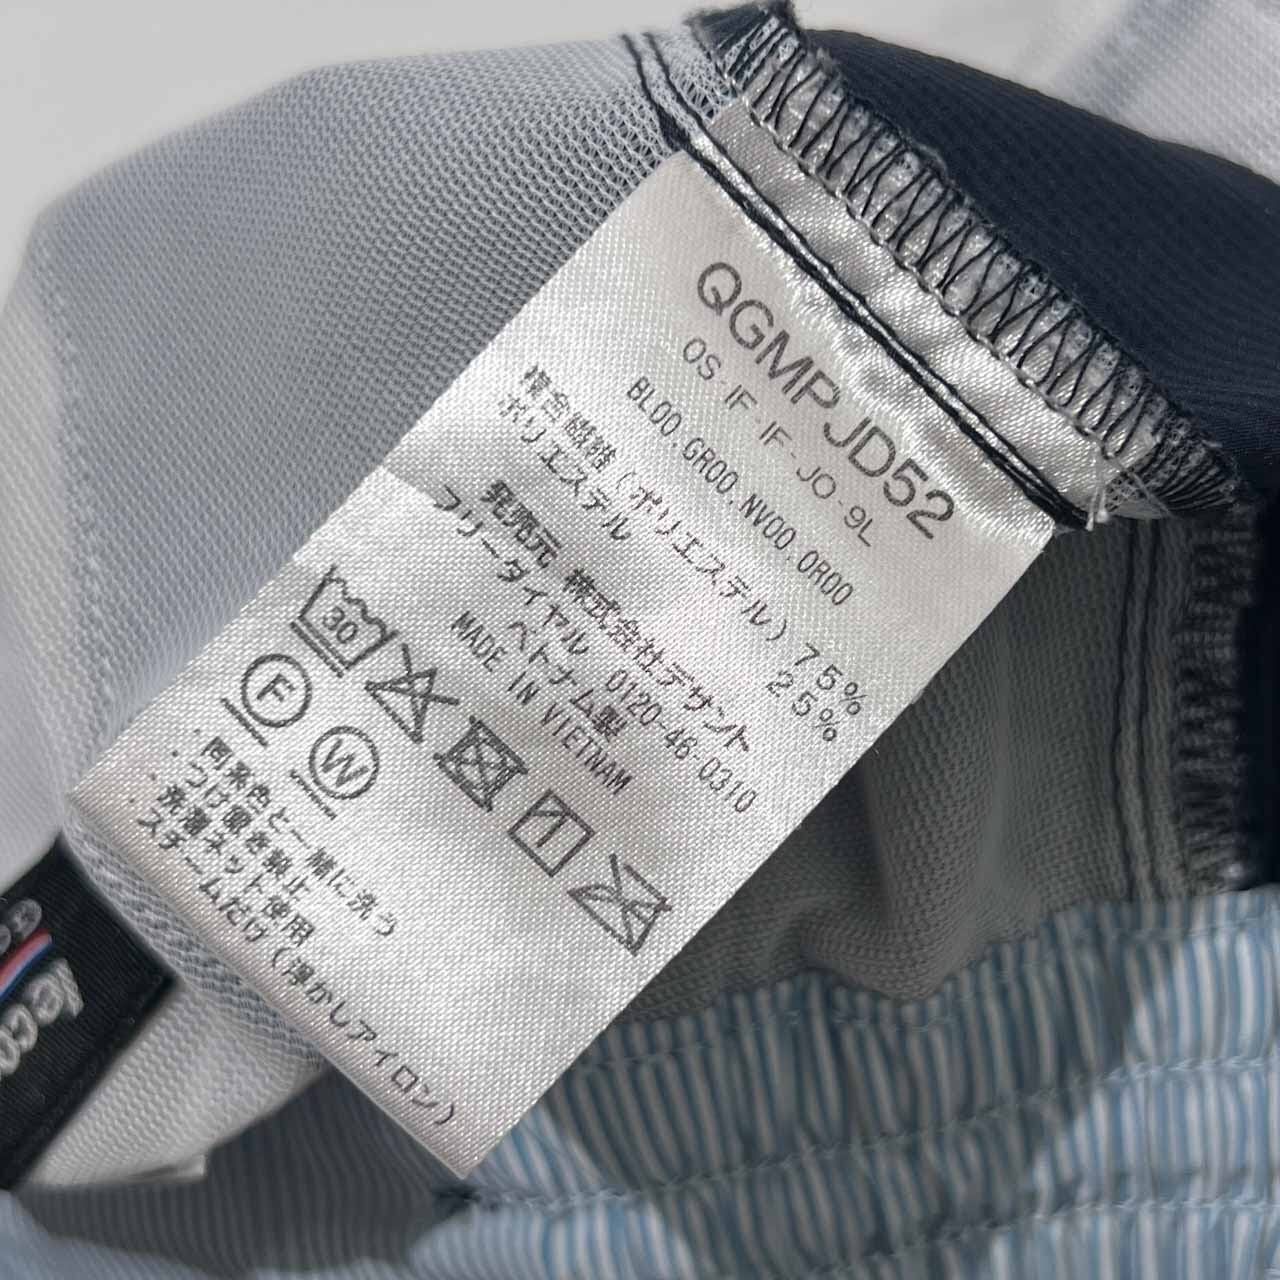 QGMPJD52
OS-IF-IF-JO-9L
BL00.GR00.NV00.OR00
複合繊維(ポリエステル) 75%
ポリエステル 25%
発売元 株式会社デサント
フリーダイヤル 0120-46-0310
ベトナム製
MADE IN VIETNAM
30
F
W
・同系色と一緒に洗う
・つけ置き禁止
・洗濯ネット使用
・スチームだけ(浮かしアイロン)